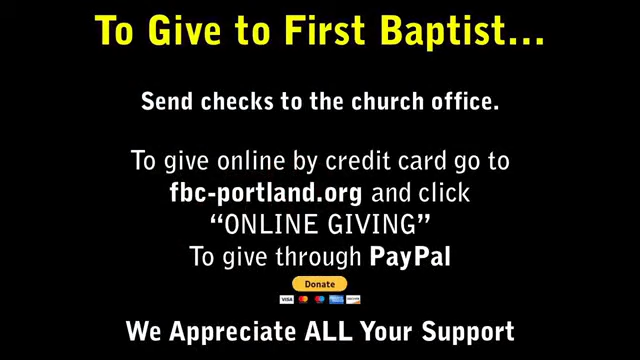 To Give to First Baptist...
Send checks to the church office.
To give online by credit card go to
fbc-portland.org and click
“ONLINE GIVING”
To give through PayPal
Donate
VISA
We Appreciate ALL Your Support